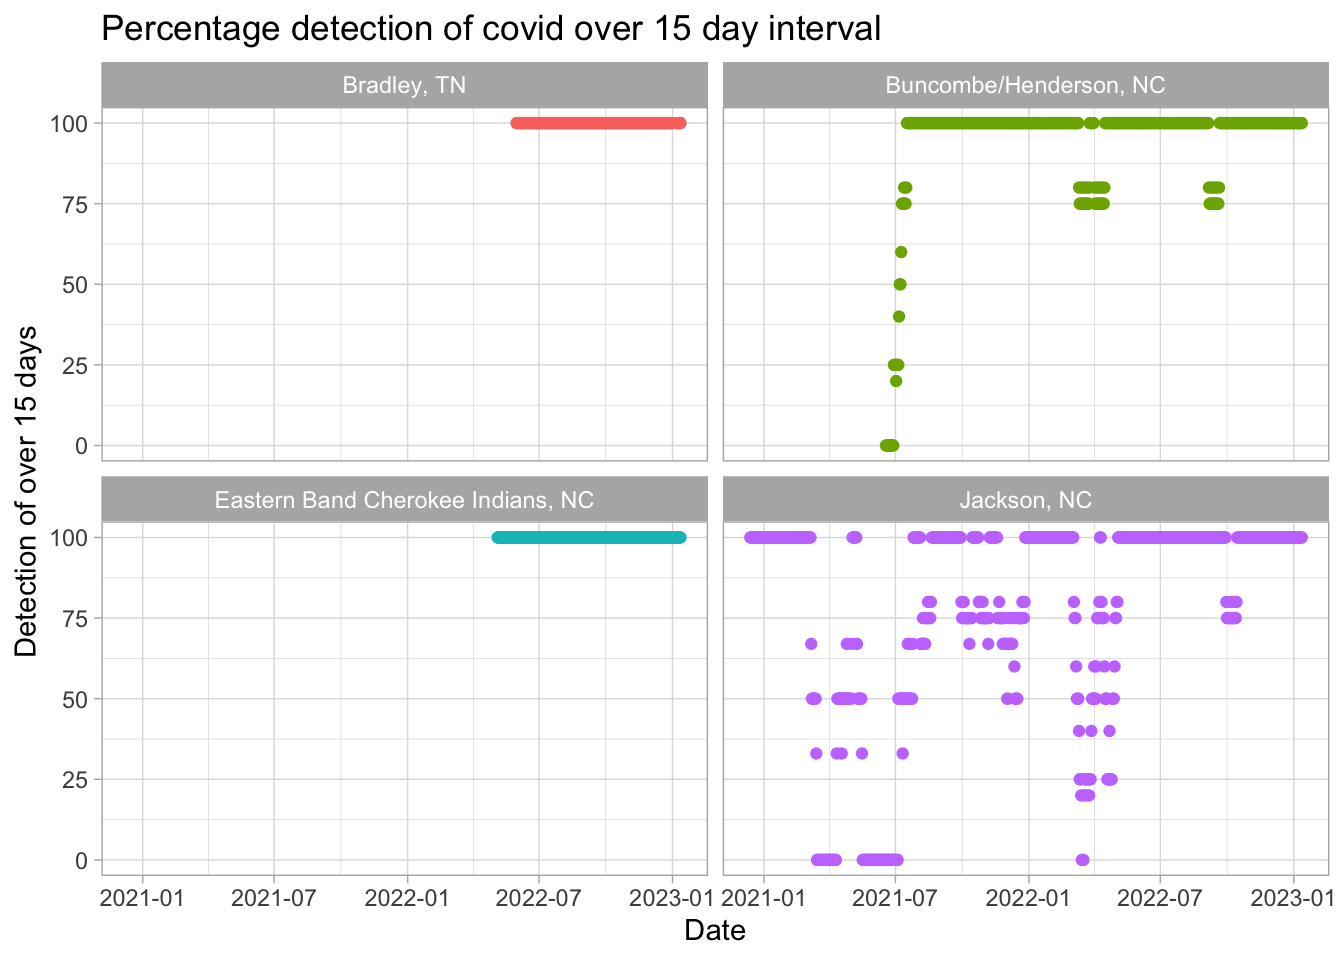 Percentage detection of covid over 15 day interval
Bradley, TN
Buncombe/Henderson, NC
100
75
50
25
0
Eastern Band Cherokee Indians, NC
Jackson, NC
100
75
50
25
0
Detection of over 15 days
2021-01 2021-07 2022-01 2022-07 2023-01 2021-01 2021-07 2022-01 2022-07 2023-01
Date